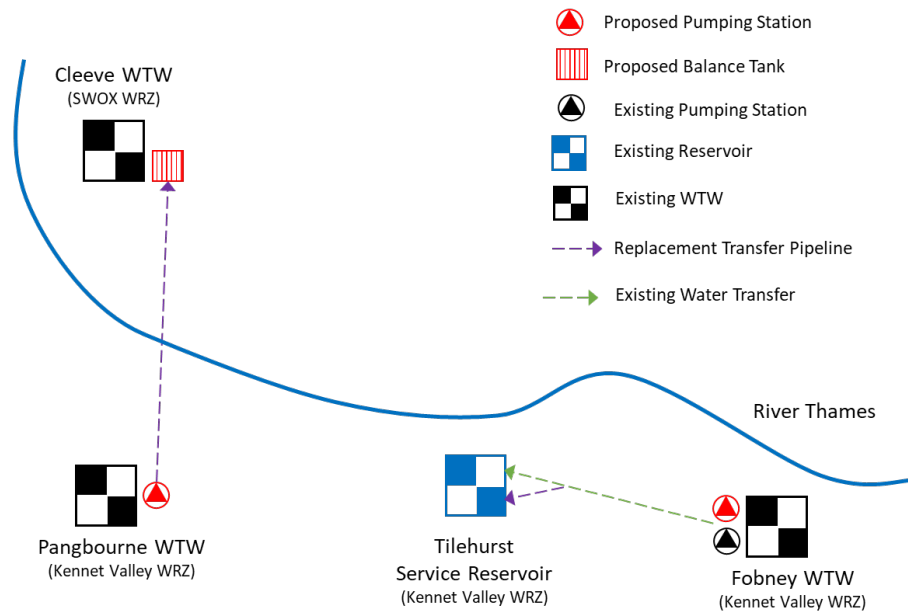 Proposed Pumping Station
Cleeve WTW
(SWOX WRZ)
Proposed Balance Tank
Existing Pumping Station
Existing Reservoir
Existing WTW
Replacement Transfer Pipeline
Existing Water Transfer
River Thames
Pangbourne WTW
(Kennet Valley WRZ)
Tilehurst
Service Reservoir
(Kennet Valley WRZ)
Fobney WTW
(Kennet Valley WRZ)